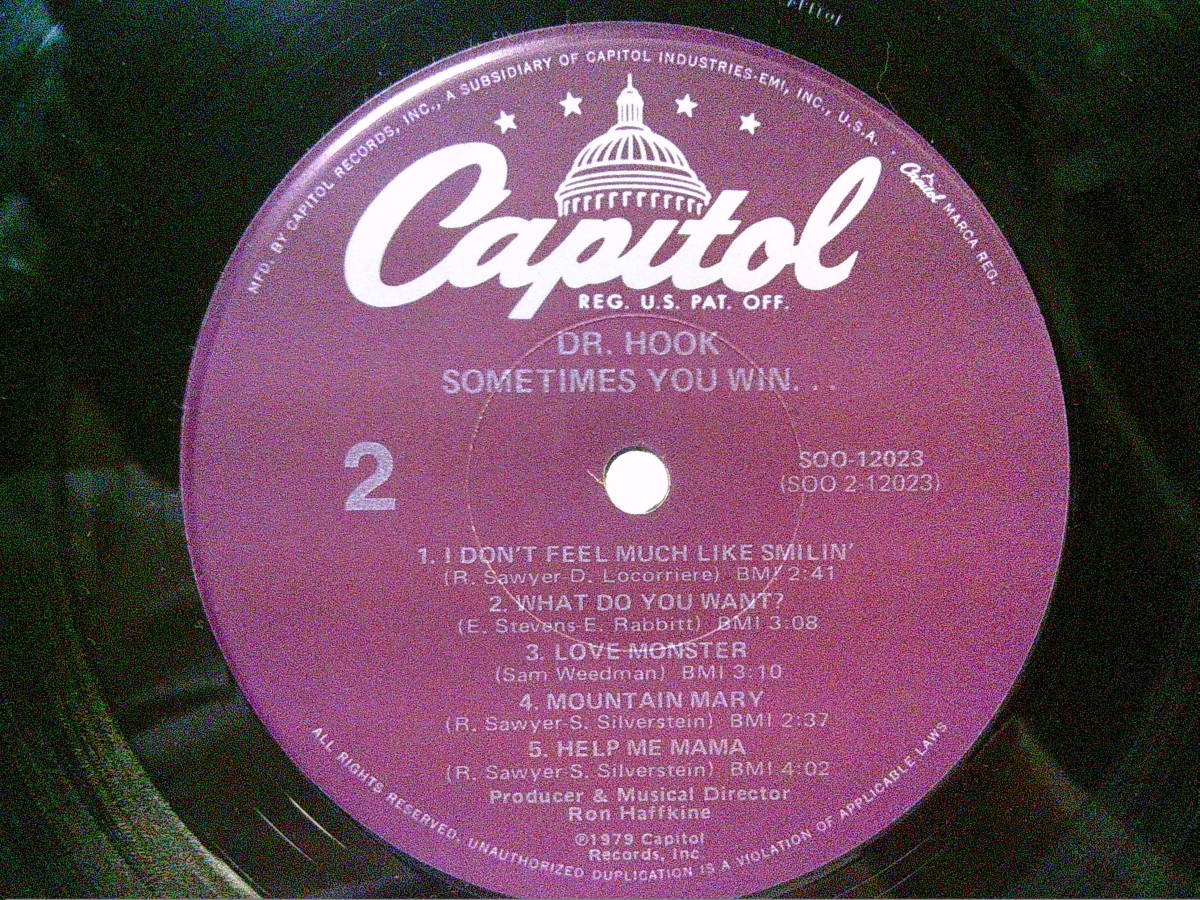 CAPITOL
MFD. BY CAPITOL RECORDS, INC., A SUBSIDIARY OF CAPITOL INDUSTRIES-EMI, INC., U.S.A. . Capitol MARCA REG.
Capitol
REG. U.S. PAT. OFF.
DR. HOOK
SOMETIMES YOU WIN...
2
SOO-12023
(SOO 2-12023)
1. I DON'T FEEL MUCH LIKE SMILIN'
(R. Sawyer-D. Locorriere) BMI 2:41
2. WHAT DO YOU WANT?
(E. Stevens-E. Rabbitt) BMI 3:08
3. LOVE MONSTER
(Sam Weedman) BMI 3:10
4. MOUNTAIN MARY
(R. Sawyer-S. Silverstein) BMI 2:37
5. HELP ME MAMA
(R. Sawyer-S. Silverstein) BMI 4:02
Producer & Musical Director
Ron Haffkine
℗1979 Capitol
Records, Inc.
ALL RIGHTS RESERVED. UNAUTHORIZED DUPLICATION IS A VIOLATION OF APPLICABLE LAWS